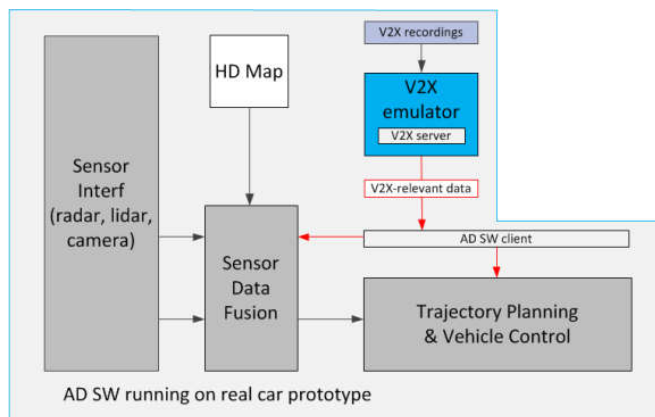 V2X recordings
HD Map
V2X
emulator
V2X server
Sensor
Interf
(radar, lidar,
camera)
V2X-relevant data
AD SW client
Sensor
Data
Fusion
Trajectory Planning
& Vehicle Control
AD SW running on real car prototype